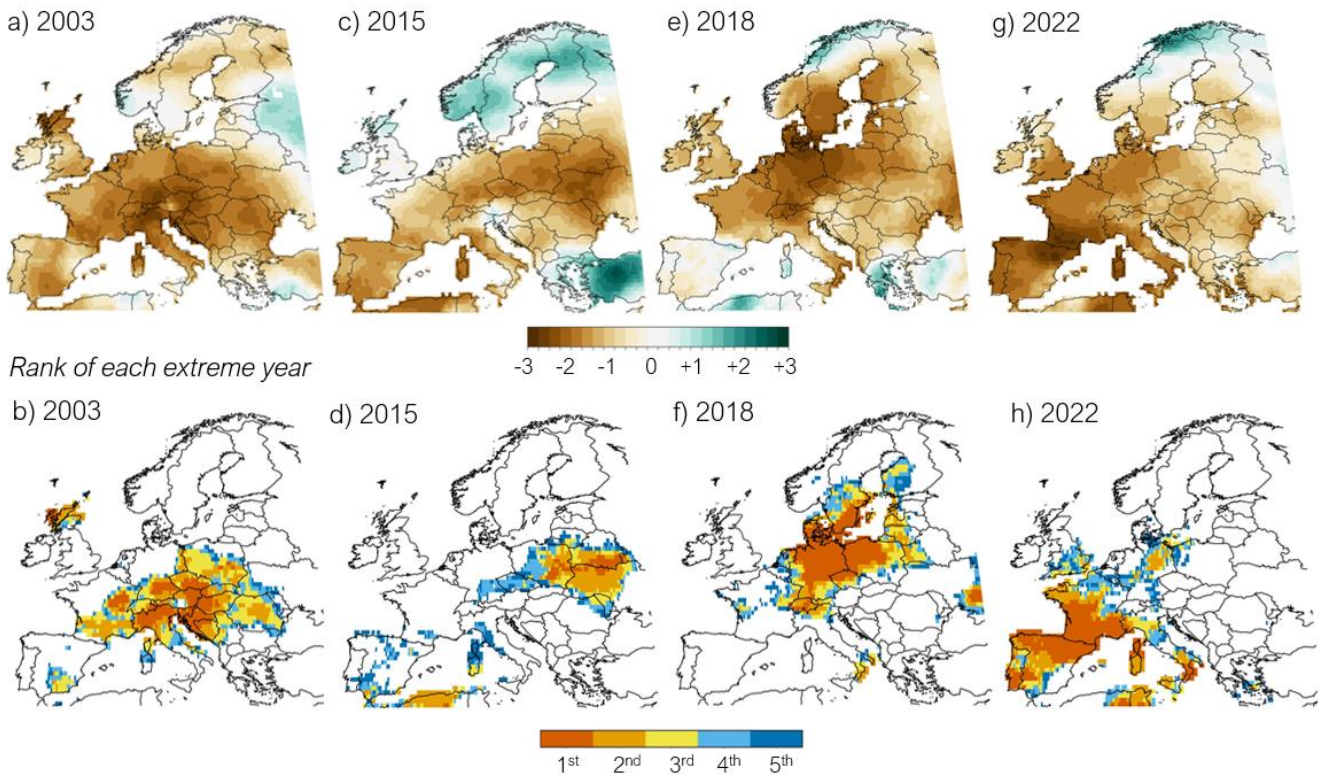 a) 2003 c) 2015 e) 2018 g) 2022
-3 -2 -1 0 +1 +2 +3
Rank of each extreme year
b) 2003 d) 2015 f) 2018 h) 2022
1st 2nd 3rd 4th 5th